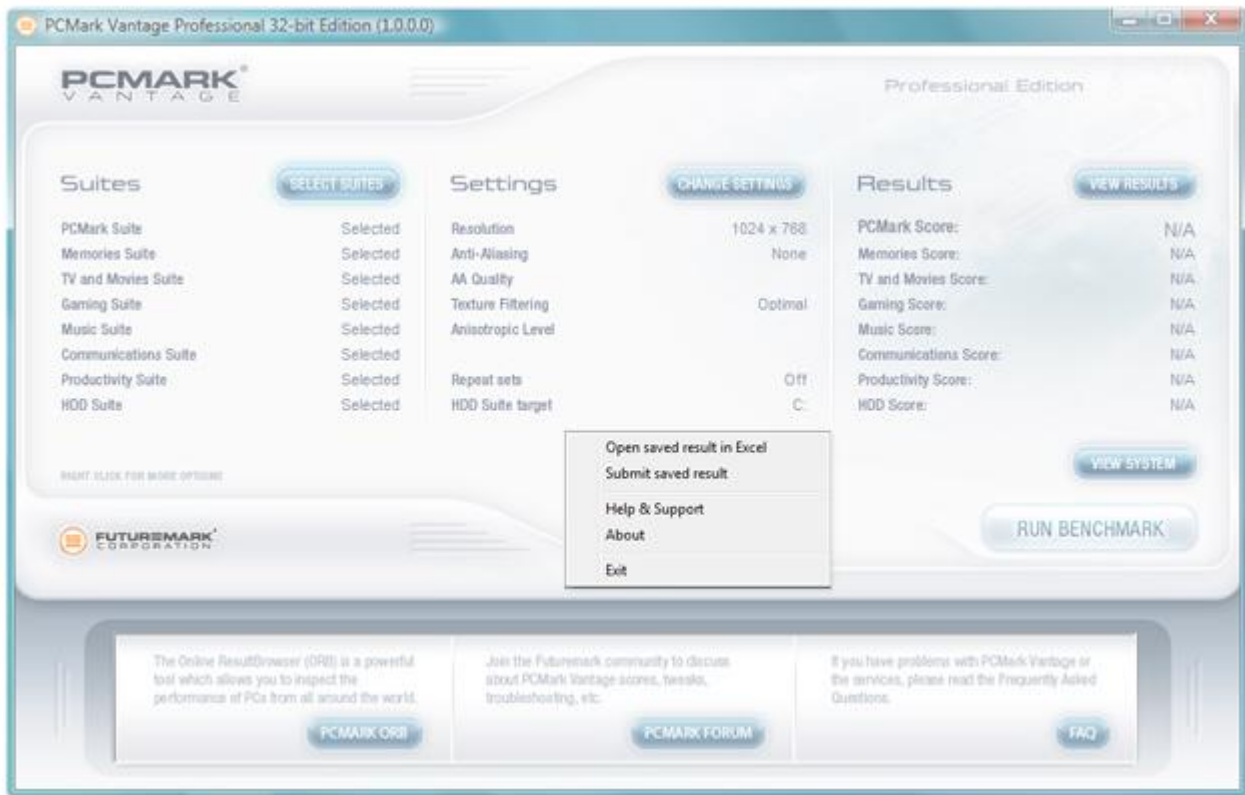 PCMark Vantage Professional 32-bit Edition (1.0.0.0)
PCMARK®
VANTAGE
Professional Edition
Suites
SELECT SUITES
PCMark Suite Selected
Memories Suite Selected
TV and Movies Suite Selected
Gaming Suite Selected
Music Suite Selected
Communications Suite Selected
Productivity Suite Selected
HDD Suite Selected
RIGHT CLICK FOR MORE OPTIONS
Settings
CHANGE SETTINGS
Resolution 1024 x 768
Anti-Aliasing None
AA Quality
Texture Filtering Optimal
Anisotropic Level
Repeat sets Off
HDD Suite target C:
Results
VIEW RESULTS
PCMark Score: N/A
Memories Score: N/A
TV and Movies Score: N/A
Gaming Score: N/A
Music Score: N/A
Communications Score: N/A
Productivity Score: N/A
HDD Score: N/A
VIEW SYSTEM
Open saved result in Excel
Submit saved result
Help & Support
About
Exit
FUTUREMARK®
CORPORATION
RUN BENCHMARK
The Online ResultBrowser (ORB) is a powerful
tool which allows you to inspect the
performance of PCs from all around the world.
PCMARK ORB
Join the Futuremark community to discuss
about PCMark Vantage scores, tweaks,
troubleshooting, etc.
PCMARK FORUM
If you have problems with PCMark Vantage or
the services, please read the Frequently Asked
Questions.
FAQ